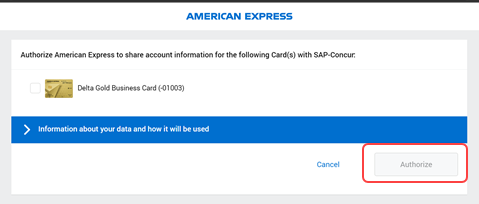 AMERICAN EXPRESS
Authorize American Express to share account information for the following Card(s) with SAP-Concur:
Delta Gold Business Card (-01003)
Information about your data and how it will be used
Cancel
Authorize